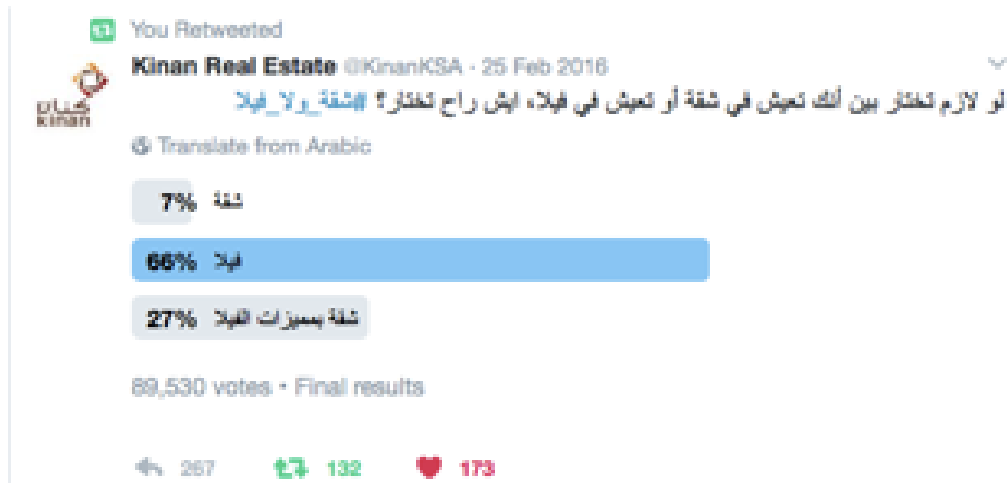 You Retweeted
Kinan Real Estate @KinanKSA · 25 Feb 2016
لو لازم تختار بين أنك تعيش في شقة أو تعيش في فيلا، ايش راح تختار؟ #شقة_ولا_فيلا
كينان
kinan
Translate from Arabic
7% شقة
66% فيلا
27% شقة بمميزات الفيلا
89,530 votes • Final results
267 132 173